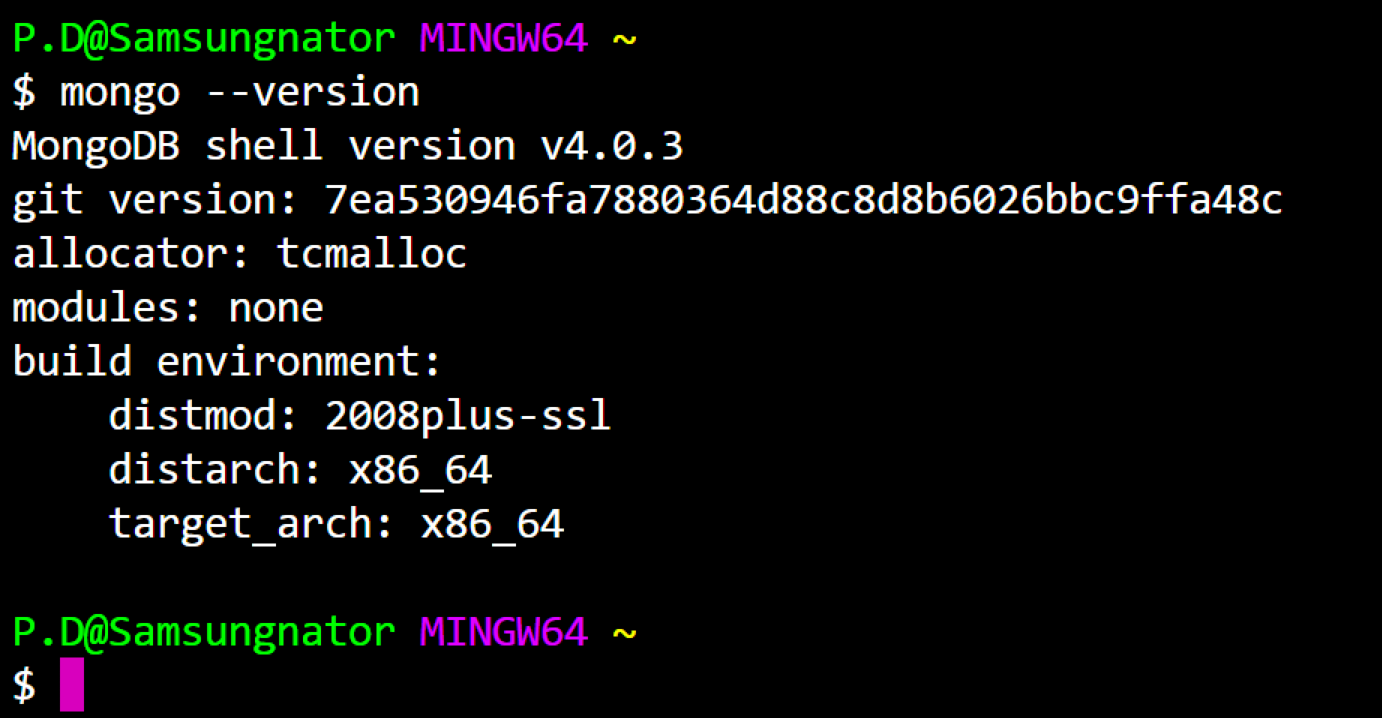 P.D@Samsungnator MINGW64 ~
$ mongo --version
MongoDB shell version v4.0.3
git version: 7ea530946fa7880364d88c8d8b6026bbc9ffa48c
allocator: tcmalloc
modules: none
build environment:
    distmod: 2008plus-ssl
    distarch: x86_64
    target_arch: x86_64

P.D@Samsungnator MINGW64 ~
$